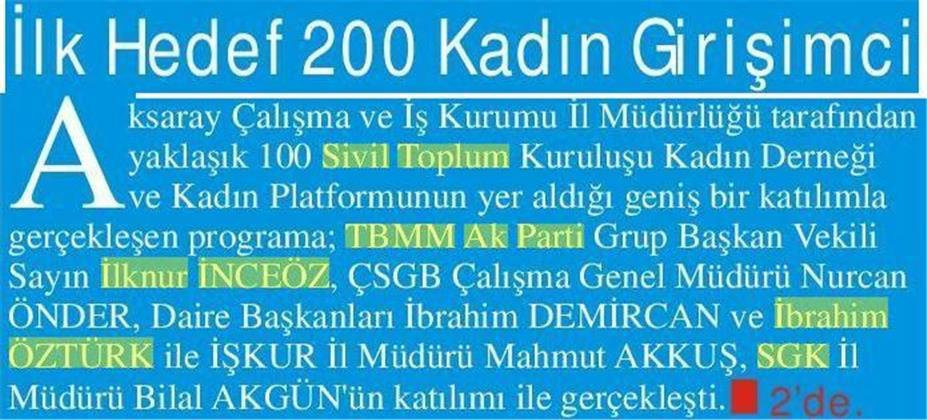 İlk Hedef 200 Kadın Girişimci
Aksaray Çalışma ve İş Kurumu İl Müdürlüğü tarafından
yaklaşık 100 Sivil Toplum Kuruluşu Kadın Derneği
ve Kadın Platformunun yer aldığı geniş bir katılımla
gerçekleşen programa; TBMM Ak Parti Grup Başkan Vekili
Sayın İlknur İNCEÖZ, ÇSGB Çalışma Genel Müdürü Nurcan
ÖNDER, Daire Başkanları İbrahim DEMİRCAN ve İbrahim
ÖZTÜRK ile İŞKUR İl Müdürü Mahmut AKKUŞ, SGK İl
Müdürü Bilal AKGÜN'ün katılımı ile gerçekleşti. 2'de.